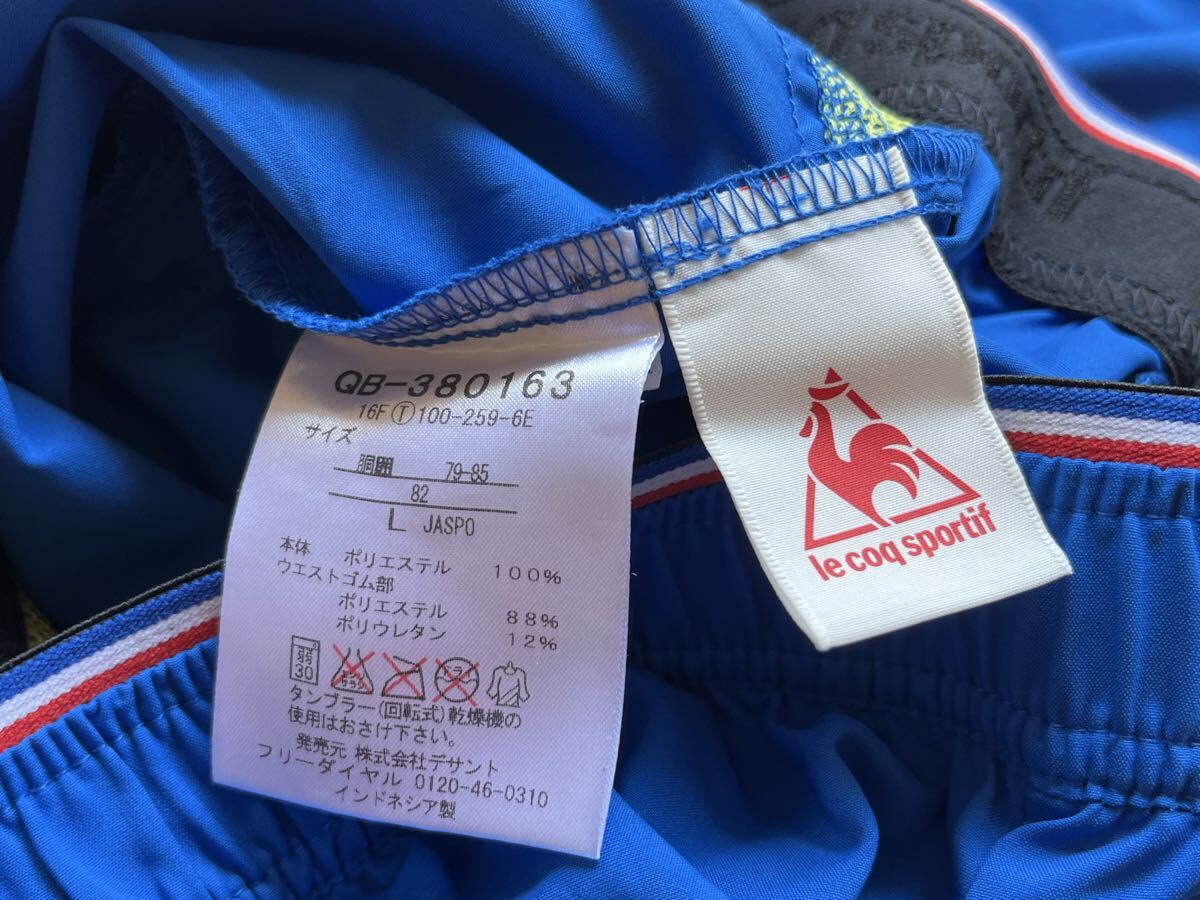 QB-380163
16F Ⓣ 100-259-6E
サイズ
胴囲 79-85
82
L JASPO
本体 ポリエステル 100%
ウエストゴム部
ポリエステル 88%
ポリウレタン 12%
弱
30
タンブラー(回転式)乾燥機の
使用はおさけ下さい。
発売元 株式会社デサント
フリーダイヤル 0120-46-0310
インドネシア製
le coq sportif